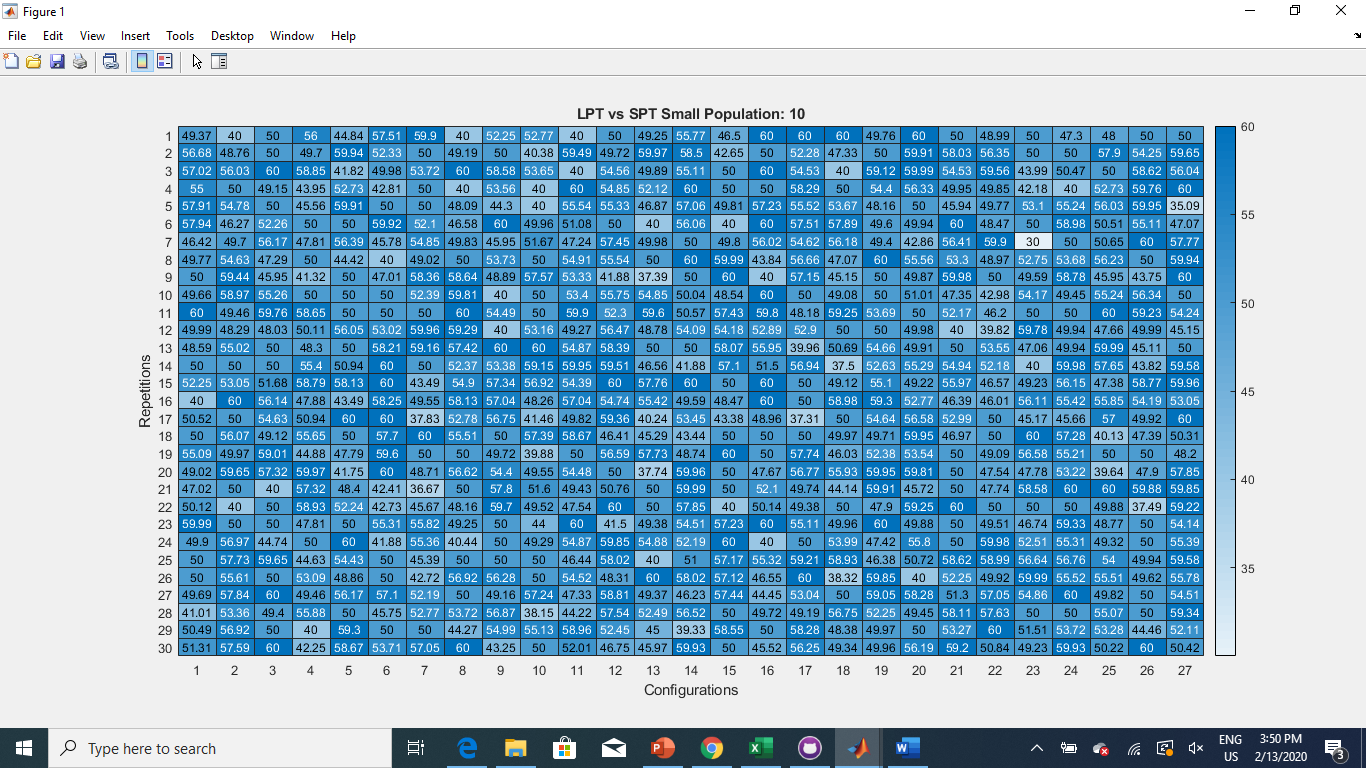 Figure 1
File Edit View Insert Tools Desktop Window Help
LPT vs SPT Small Population: 10
1 49.37 40 50 56 44.84 57.51 59.9 40 52.25 52.77 40 50 49.25 55.77 46.5 60 60 60 49.76 60 50 48.99 50 47.3 48 50 50
2 56.68 48.76 50 49.7 59.94 52.33 50 49.19 50 40.38 59.49 49.72 59.97 58.5 42.65 50 52.28 47.33 50 59.91 58.03 56.35 50 50 57.9 54.25 59.65
3 57.02 56.03 60 58.85 41.82 49.98 53.72 60 58.58 53.65 40 54.56 49.89 55.11 50 60 54.53 40 59.12 59.99 54.53 59.56 43.99 50.47 50 58.62 56.04
4 55 50 49.15 43.95 52.73 42.81 50 40 53.56 40 60 54.85 52.12 60 50 50 58.29 50 54.4 56.33 49.95 49.85 42.18 40 52.73 59.76 60
5 57.91 54.78 50 45.56 59.91 50 50 48.09 44.3 40 55.54 55.33 46.87 57.06 49.81 57.23 55.52 53.67 48.16 50 45.94 49.77 53.1 55.24 56.03 59.95 35.09
6 57.94 46.27 52.26 50 50 59.92 52.1 46.58 60 49.96 51.08 50 40 56.06 40 60 57.51 57.89 49.6 49.94 60 48.47 50 58.98 50.51 55.11 47.07
7 46.42 49.7 56.17 47.81 56.39 45.78 54.85 49.83 45.95 51.67 47.24 57.45 49.98 50 49.8 56.02 54.62 56.18 49.4 42.86 56.41 59.9 30 50 50.65 60 57.77
8 49.77 54.63 47.29 50 44.42 40 49.02 50 53.73 50 54.91 55.54 50 60 59.99 43.84 56.66 47.07 60 55.56 53.3 48.97 52.75 53.68 56.23 50 59.94
9 50 59.44 45.95 41.32 50 47.01 58.36 58.64 48.89 57.57 53.33 41.88 37.39 50 60 40 57.15 45.15 50 49.87 59.98 50 49.59 58.78 45.95 43.75 60
10 49.66 58.97 55.26 50 50 50 52.39 59.81 40 50 53.4 55.75 54.85 50.04 48.54 60 50 49.08 50 51.01 47.35 42.98 54.17 49.45 55.24 56.34 50
11 60 49.46 59.76 58.65 50 50 50 60 54.49 50 59.9 52.3 59.6 50.57 57.43 59.8 48.18 59.25 53.69 50 52.17 46.2 50 50 60 59.23 54.24
12 49.99 48.29 48.03 50.11 56.05 53.02 59.96 59.29 40 53.16 49.27 56.47 48.78 54.09 54.18 52.89 52.9 50 50 49.98 40 39.82 59.78 49.94 47.66 49.99 45.15
13 48.59 55.02 50 48.3 50 58.21 59.16 57.42 60 60 54.87 58.39 50 50 58.07 55.95 39.96 50.69 54.66 49.91 50 53.55 47.06 49.94 59.99 45.11 50
14 50 50 50 55.4 50.94 60 50 52.37 53.38 59.15 59.95 59.51 46.56 41.88 57.1 51.5 56.94 37.5 52.63 55.29 54.94 52.18 40 59.98 57.65 43.82 59.58
15 52.25 53.05 51.68 58.79 58.13 60 43.49 54.9 57.34 56.92 54.39 60 57.76 60 50 60 50 49.12 55.1 49.22 55.97 46.57 49.23 56.15 47.38 58.77 59.96
16 40 60 56.14 47.88 43.49 58.25 49.55 58.13 57.04 48.26 57.04 54.74 55.42 49.59 48.47 60 50 58.98 59.3 52.77 46.39 46.01 56.11 55.42 55.85 54.19 53.05
17 50.52 50 54.63 50.94 60 60 37.83 52.78 56.75 41.46 49.82 59.36 40.24 53.45 43.38 48.96 37.31 50 54.64 56.58 52.99 50 45.17 45.66 57 49.92 60
18 50 56.07 49.12 55.65 50 57.7 60 55.51 50 57.39 58.67 46.41 45.29 43.44 50 50 50 49.97 49.71 59.95 46.97 50 60 57.28 40.13 47.39 50.31
19 55.09 49.97 59.01 44.88 47.79 59.6 50 50 49.72 39.88 50 56.59 57.73 48.74 60 50 57.74 46.03 52.38 53.54 50 49.09 56.58 55.21 50 50 48.2
20 49.02 59.65 57.32 59.97 41.75 60 48.71 56.62 54.4 49.55 54.48 50 37.74 59.96 50 47.67 56.77 55.93 59.95 59.81 50 47.54 47.78 53.22 39.64 47.9 57.85
21 47.02 50 40 57.32 48.4 42.41 36.67 50 57.8 51.6 49.43 50.76 50 59.99 50 52.1 49.74 44.14 59.91 45.72 50 47.74 58.58 60 60 59.88 59.85
22 50.12 40 50 58.93 52.24 42.73 45.67 48.16 59.7 49.52 47.54 60 50 57.85 40 50.14 49.38 50 47.9 59.25 60 50 50 50 49.88 37.49 59.22
23 59.99 50 50 47.81 50 55.31 55.82 49.25 50 44 60 41.5 49.38 54.51 57.23 60 55.11 49.96 60 49.88 50 49.51 46.74 59.33 48.77 50 54.14
24 49.9 56.97 44.74 50 60 41.88 55.36 40.44 50 49.29 54.87 59.85 54.88 52.19 60 40 50 53.99 47.42 55.8 50 59.98 52.51 55.31 49.32 50 55.39
25 50 57.73 59.65 44.63 54.43 50 45.39 50 50 50 46.44 58.02 40 51 57.17 55.32 59.21 58.93 46.38 50.72 58.62 58.99 56.64 56.76 54 49.94 59.58
26 50 55.61 50 53.09 48.86 50 42.72 56.92 56.28 50 54.52 48.31 60 58.02 57.12 46.55 60 38.32 59.85 40 52.25 49.92 59.99 55.52 55.51 49.62 55.78
27 49.69 57.84 60 49.46 56.17 57.1 52.19 50 49.16 57.24 47.33 58.81 49.37 46.23 57.44 44.45 53.04 50 59.05 58.28 51.3 57.05 54.86 60 49.82 50 54.51
28 41.01 53.36 49.4 55.88 50 45.75 52.77 53.72 56.87 38.15 44.22 57.54 52.49 56.52 50 49.72 49.19 56.75 52.25 49.45 58.11 57.63 50 50 55.07 50 59.34
29 50.49 56.92 50 40 59.3 50 50 44.27 54.99 55.13 58.96 52.45 45 39.33 58.55 50 58.28 48.38 49.97 50 53.27 60 51.51 53.72 53.28 44.46 52.11
30 51.31 57.59 60 42.25 58.67 53.71 57.05 60 43.25 50 52.01 46.75 45.97 59.93 50 45.52 56.25 49.34 49.96 56.19 59.2 50.84 49.23 59.93 50.22 60 50.42
1 2 3 4 5 6 7 8 9 10 11 12 13 14 15 16 17 18 19 20 21 22 23 24 25 26 27
Configurations
Repetitions
60
55
50
45
40
35
Type here to search
ENG
US
3:50 PM
2/13/2020
3